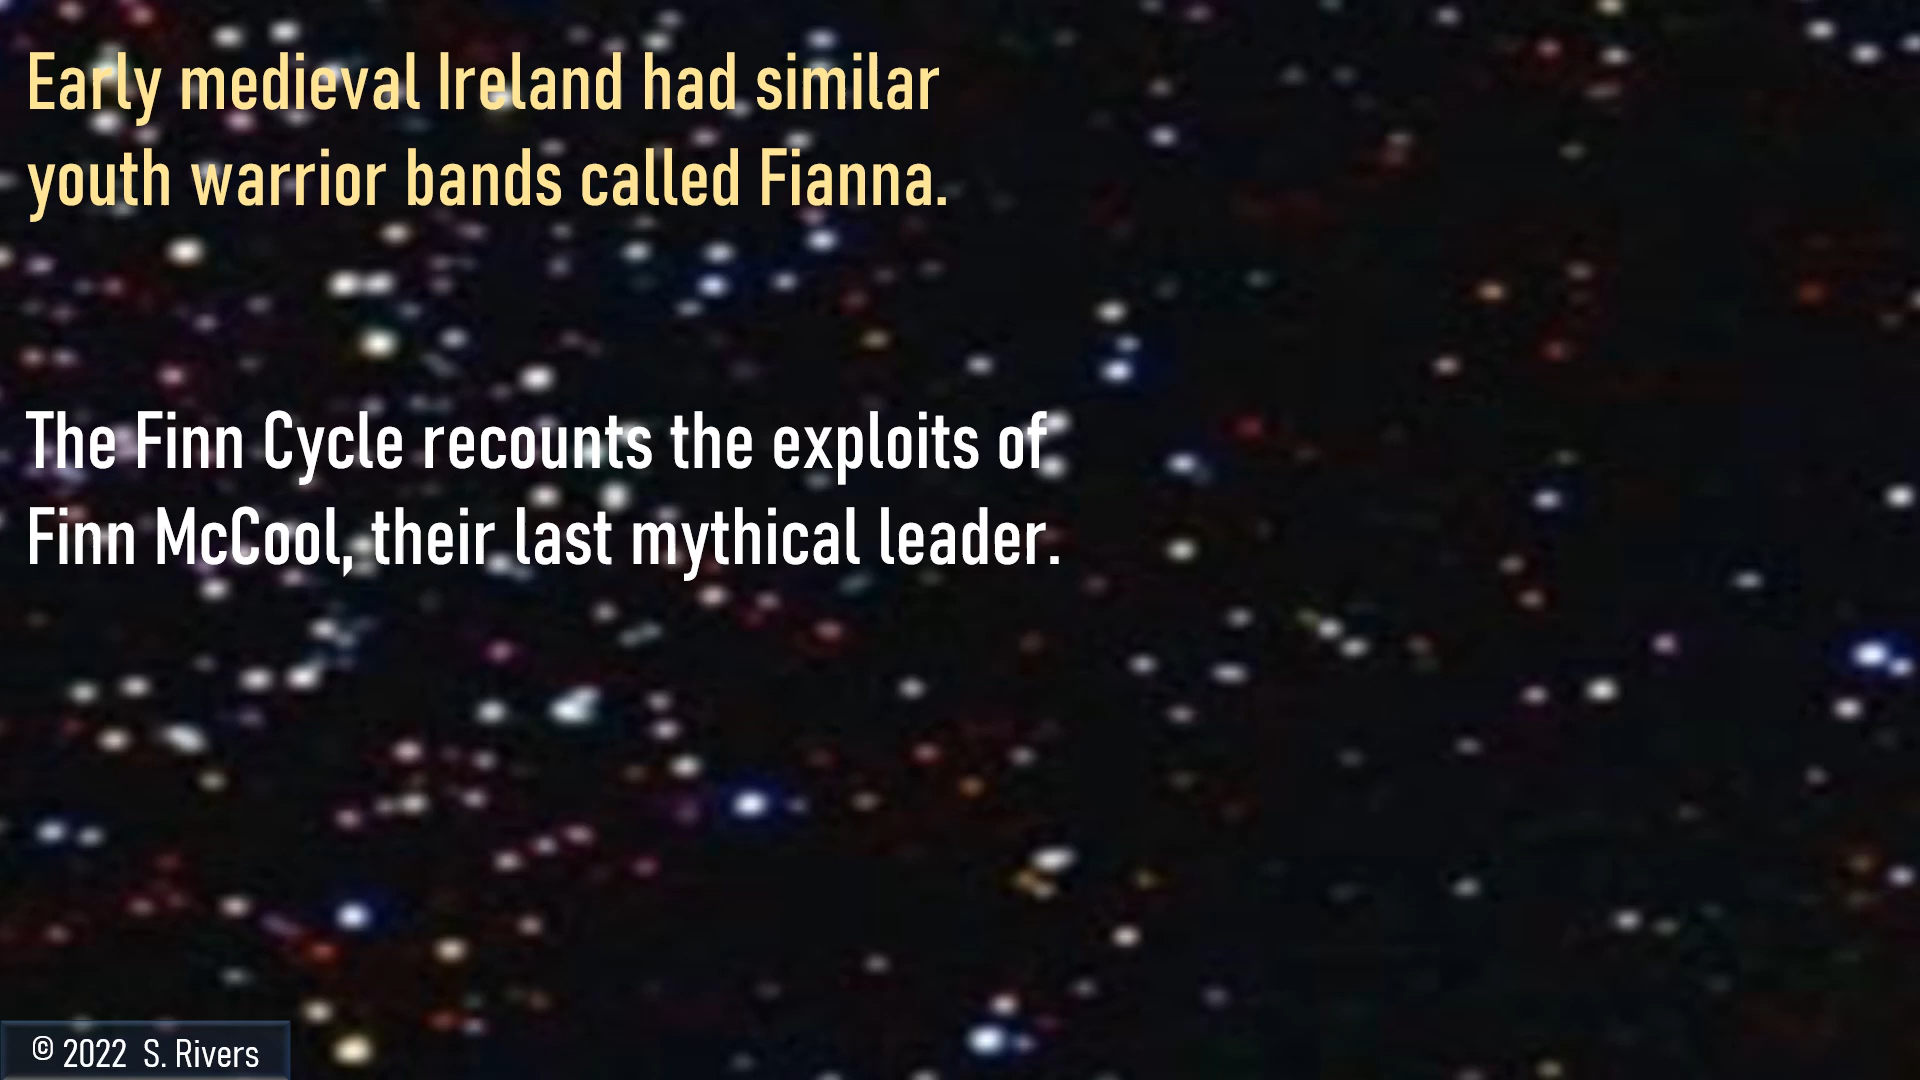 Early medieval Ireland had similar
youth warrior bands called Fianna.
The Finn Cycle recounts the exploits of
Finn McCool, their last mythical leader.
© 2022 S. Rivers